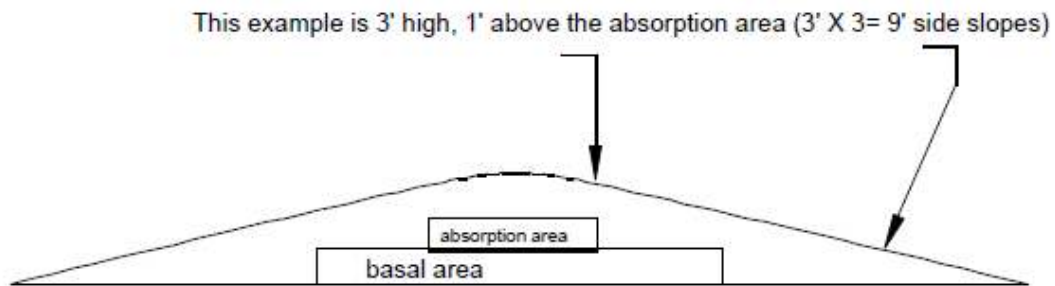 This example is 3' high, 1' above the absorption area (3' X 3= 9' side slopes)
absorption area
basal area